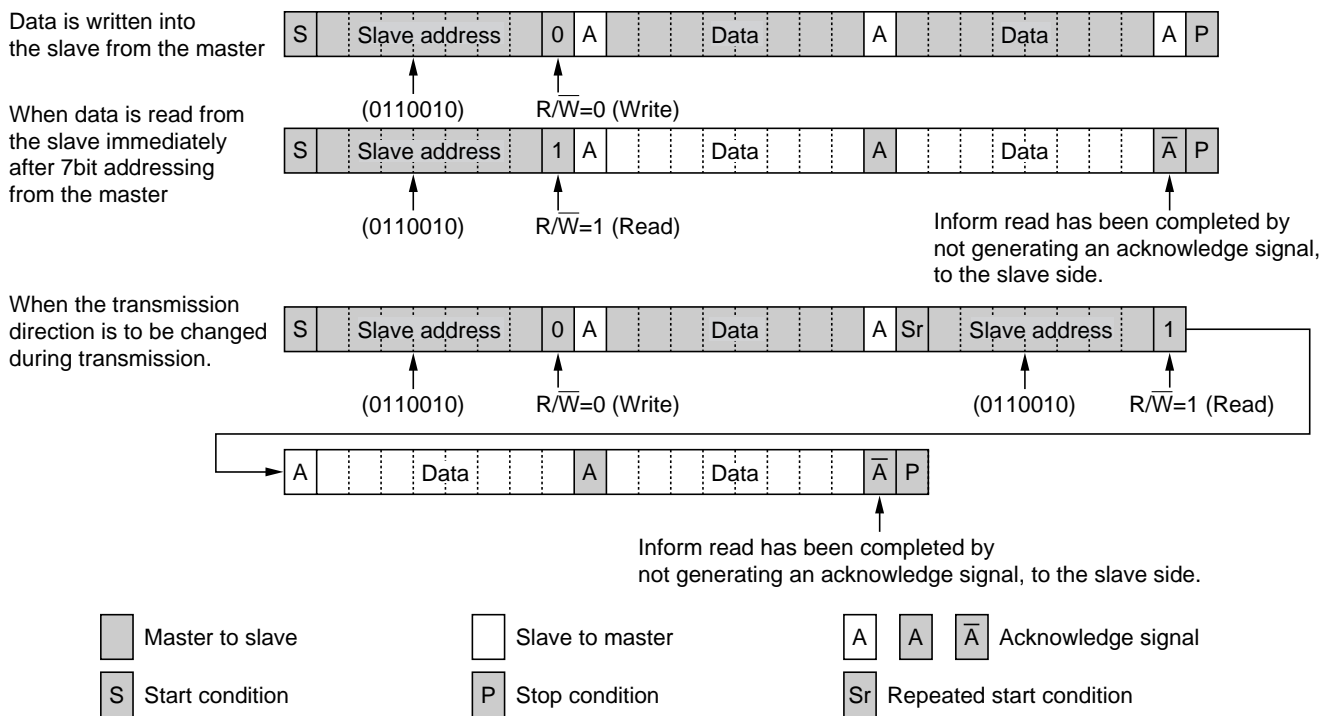 Data is written into
the slave from the master
S Slave address 0 A Data A Data A P
(0110010) R/W̅=0 (Write)
When data is read from
the slave immediately
after 7bit addressing
from the master
S Slave address 1 A Data A Data A̅ P
(0110010) R/W̅=1 (Read)
Inform read has been completed by
not generating an acknowledge signal,
to the slave side.
When the transmission
direction is to be changed
during transmission.
S Slave address 0 A Data A Sr Slave address 1
(0110010) R/W̅=0 (Write) (0110010) R/W̅=1 (Read)
A Data A Data A̅ P
Inform read has been completed by
not generating an acknowledge signal, to the slave side.
Master to slave Slave to master A A A̅ Acknowledge signal
S Start condition P Stop condition Sr Repeated start condition